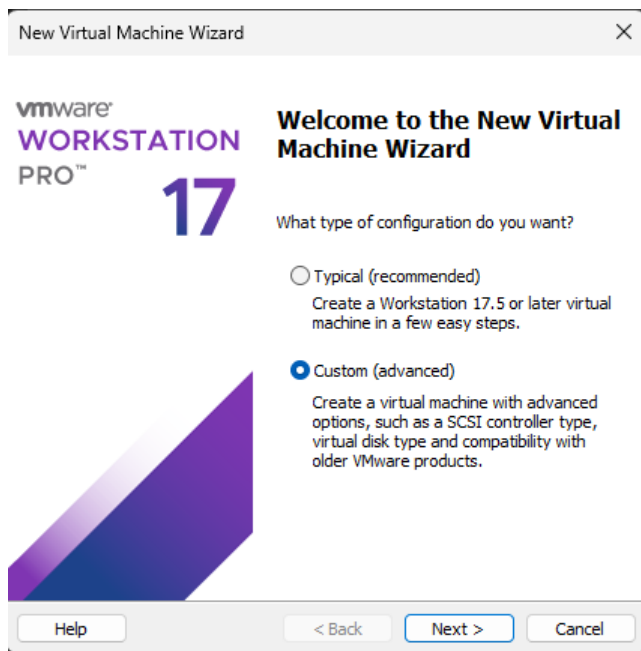 New Virtual Machine Wizard
vmware®
WORKSTATION
PRO™
17
Welcome to the New Virtual
Machine Wizard
What type of configuration do you want?
Typical (recommended)
Create a Workstation 17.5 or later virtual
machine in a few easy steps.
Custom (advanced)
Create a virtual machine with advanced
options, such as a SCSI controller type,
virtual disk type and compatibility with
older VMware products.
Help
< Back
Next >
Cancel